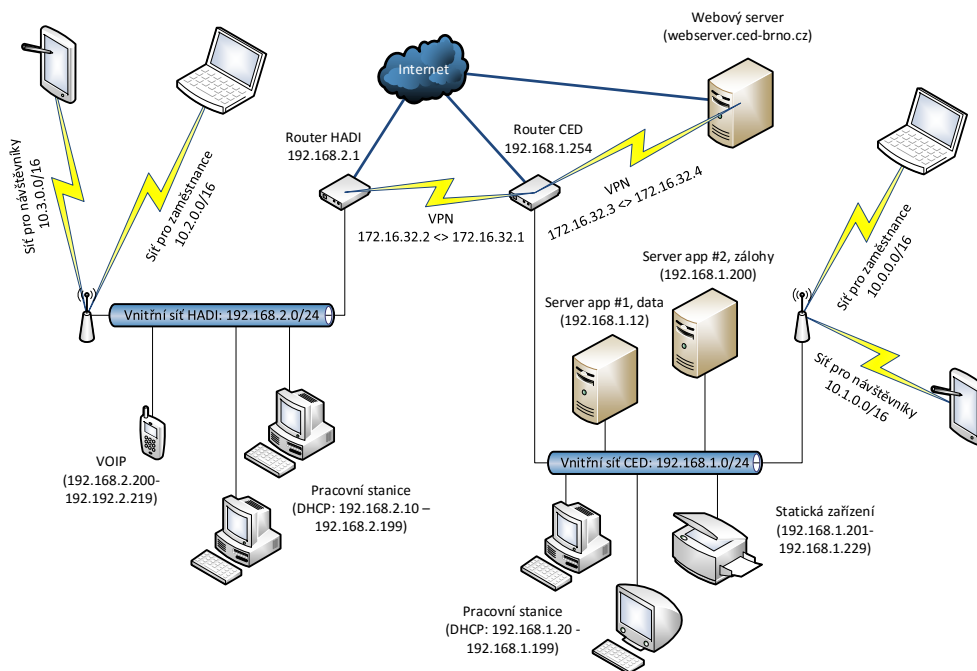 Webový server
(webserver.ced-brno.cz)
Internet
Router HADI
192.168.2.1
Router CED
192.168.1.254
Síť pro návštěvníky
10.3.0.0/16
Síť pro zaměstnance
10.2.0.0/16
VPN
172.16.32.2 <> 172.16.32.1
VPN
172.16.32.3 <> 172.16.32.4
Server app #2, zálohy
(192.168.1.200)
Server app #1, data
(192.168.1.12)
Síť pro zaměstnance
10.0.0.0/16
Síť pro návštěvníky
10.1.0.0/16
Vnitřní síť HADI: 192.168.2.0/24
VOIP
(192.168.2.200-
192.192.2.219)
Pracovní stanice
(DHCP: 192.168.2.10 –
192.168.2.199)
Vnitřní síť CED: 192.168.1.0/24
Statická zařízení
(192.168.1.201-
192.168.1.229)
Pracovní stanice
(DHCP: 192.168.1.20 -
192.168.1.199)